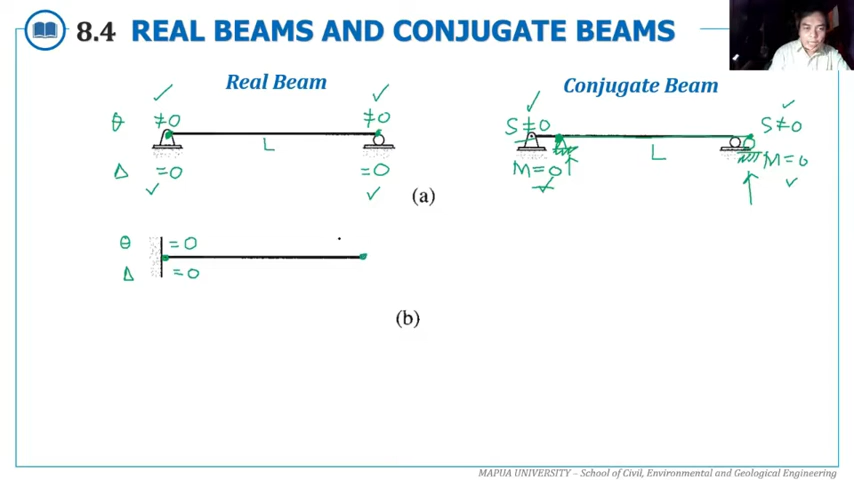 8.4 REAL BEAMS AND CONJUGATE BEAMS
Real Beam
Conjugate Beam
θ ≠0 ≠0
L
Δ =0 =0
S≠0 S≠0
L
M=0 M=0
(a)
θ =0
Δ =0
(b)
MAPUA UNIVERSITY – School of Civil, Environmental and Geological Engineering